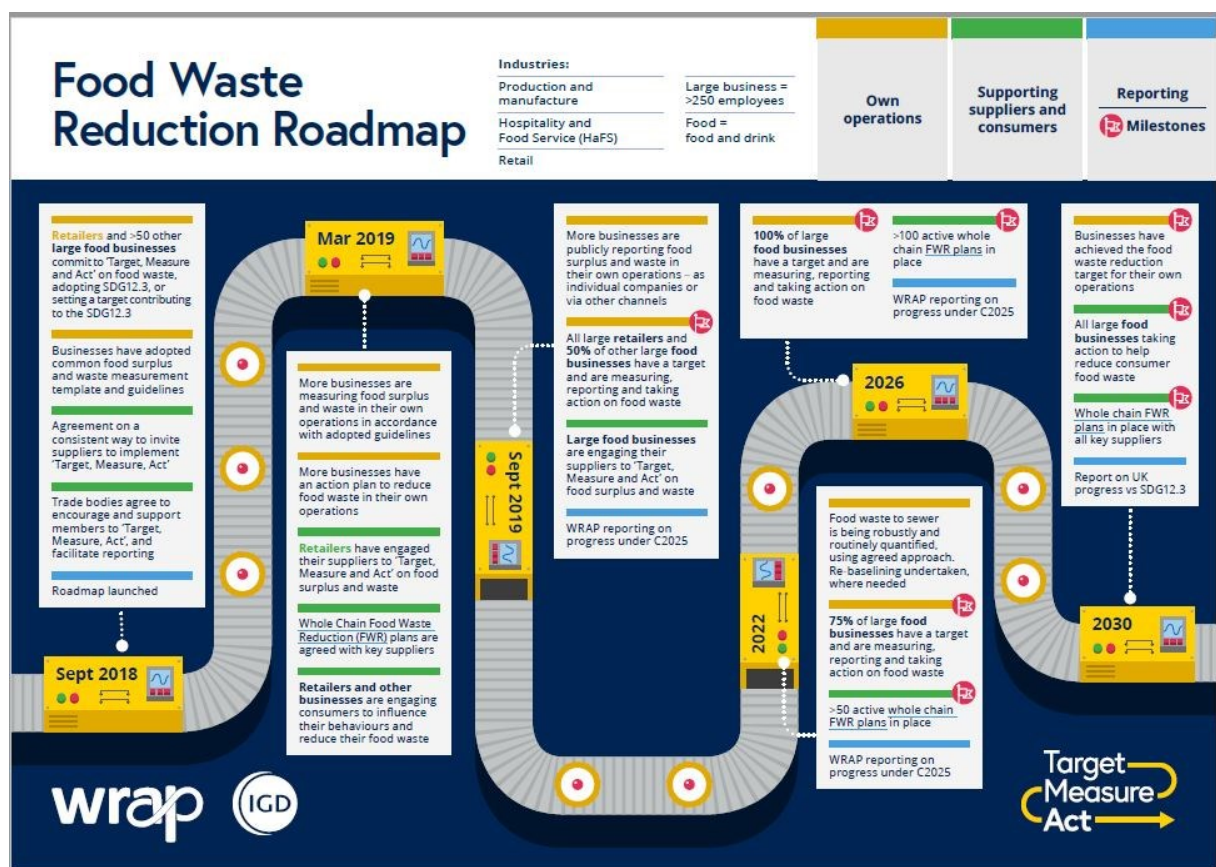 Food Waste
Reduction Roadmap
Industries:
Production and
manufacture
Hospitality and
Food Service (HaFS)
Retail
Large business =
>250 employees
Food =
food and drink
Own
operations
Supporting
suppliers and
consumers
Reporting
Milestones
Retailers and >50 other
large food businesses
commit to 'Target, Measure
and Act' on food waste,
adopting SDG12.3, or
setting a target contributing
to the SDG12.3
Businesses have adopted
common food surplus
and waste measurement
template and guidelines
Agreement on a
consistent way to invite
suppliers to implement
'Target, Measure, Act'
Trade bodies agree to
encourage and support
members to 'Target,
Measure, Act', and
facilitate reporting
Roadmap launched
Sept 2018
Mar 2019
More businesses are
measuring food surplus
and waste in their own
operations in accordance
with adopted guidelines
More businesses have
an action plan to reduce
food waste in their own
operations
Retailers have engaged
their suppliers to 'Target,
Measure and Act' on food
surplus and waste
Whole Chain Food Waste
Reduction (FWR) plans are
agreed with key suppliers
Retailers and other
businesses are engaging
consumers to influence
their behaviours and
reduce their food waste
Sept 2019
More businesses are
publicly reporting food
surplus and waste in
their own operations – as
individual companies or
via other channels
All large retailers and
50% of other large food
businesses have a target
and are measuring,
reporting and taking
action on food waste
Large food businesses
are engaging their
suppliers to 'Target,
Measure and Act' on
food surplus and waste
WRAP reporting on
progress under C2025
2022
Food waste to sewer
is being robustly and
routinely quantified,
using agreed approach.
Re-baselining undertaken,
where needed
75% of large food
businesses have a target
and are measuring,
reporting and taking
action on food waste
>50 active whole chain
FWR plans in place
WRAP reporting on
progress under C2025
100% of large
food businesses
have a target and are
measuring, reporting
and taking action on
food waste
>100 active whole
chain FWR plans in
place
WRAP reporting on
progress under C2025
2026
Businesses have
achieved the food
waste reduction
target for their own
operations
All large food
businesses taking
action to help
reduce consumer
food waste
Whole chain FWR
plans in place with
all key suppliers
Report on UK
progress vs SDG12.3
2030
wrap
IGD
Target
Measure
Act